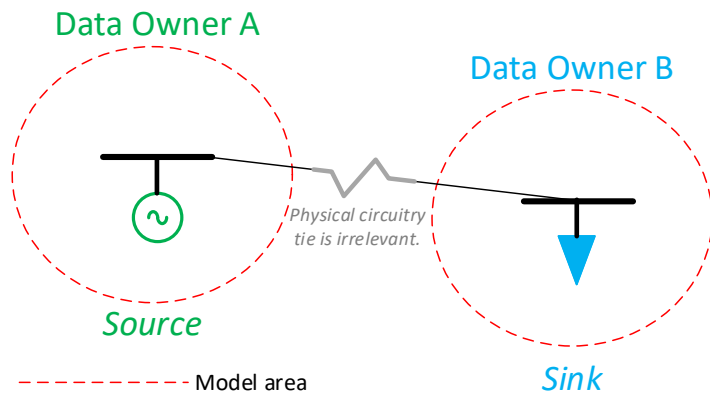 Data Owner A
Data Owner B
Physical circuitry
tie is irrelevant.
Source
Sink
Model area